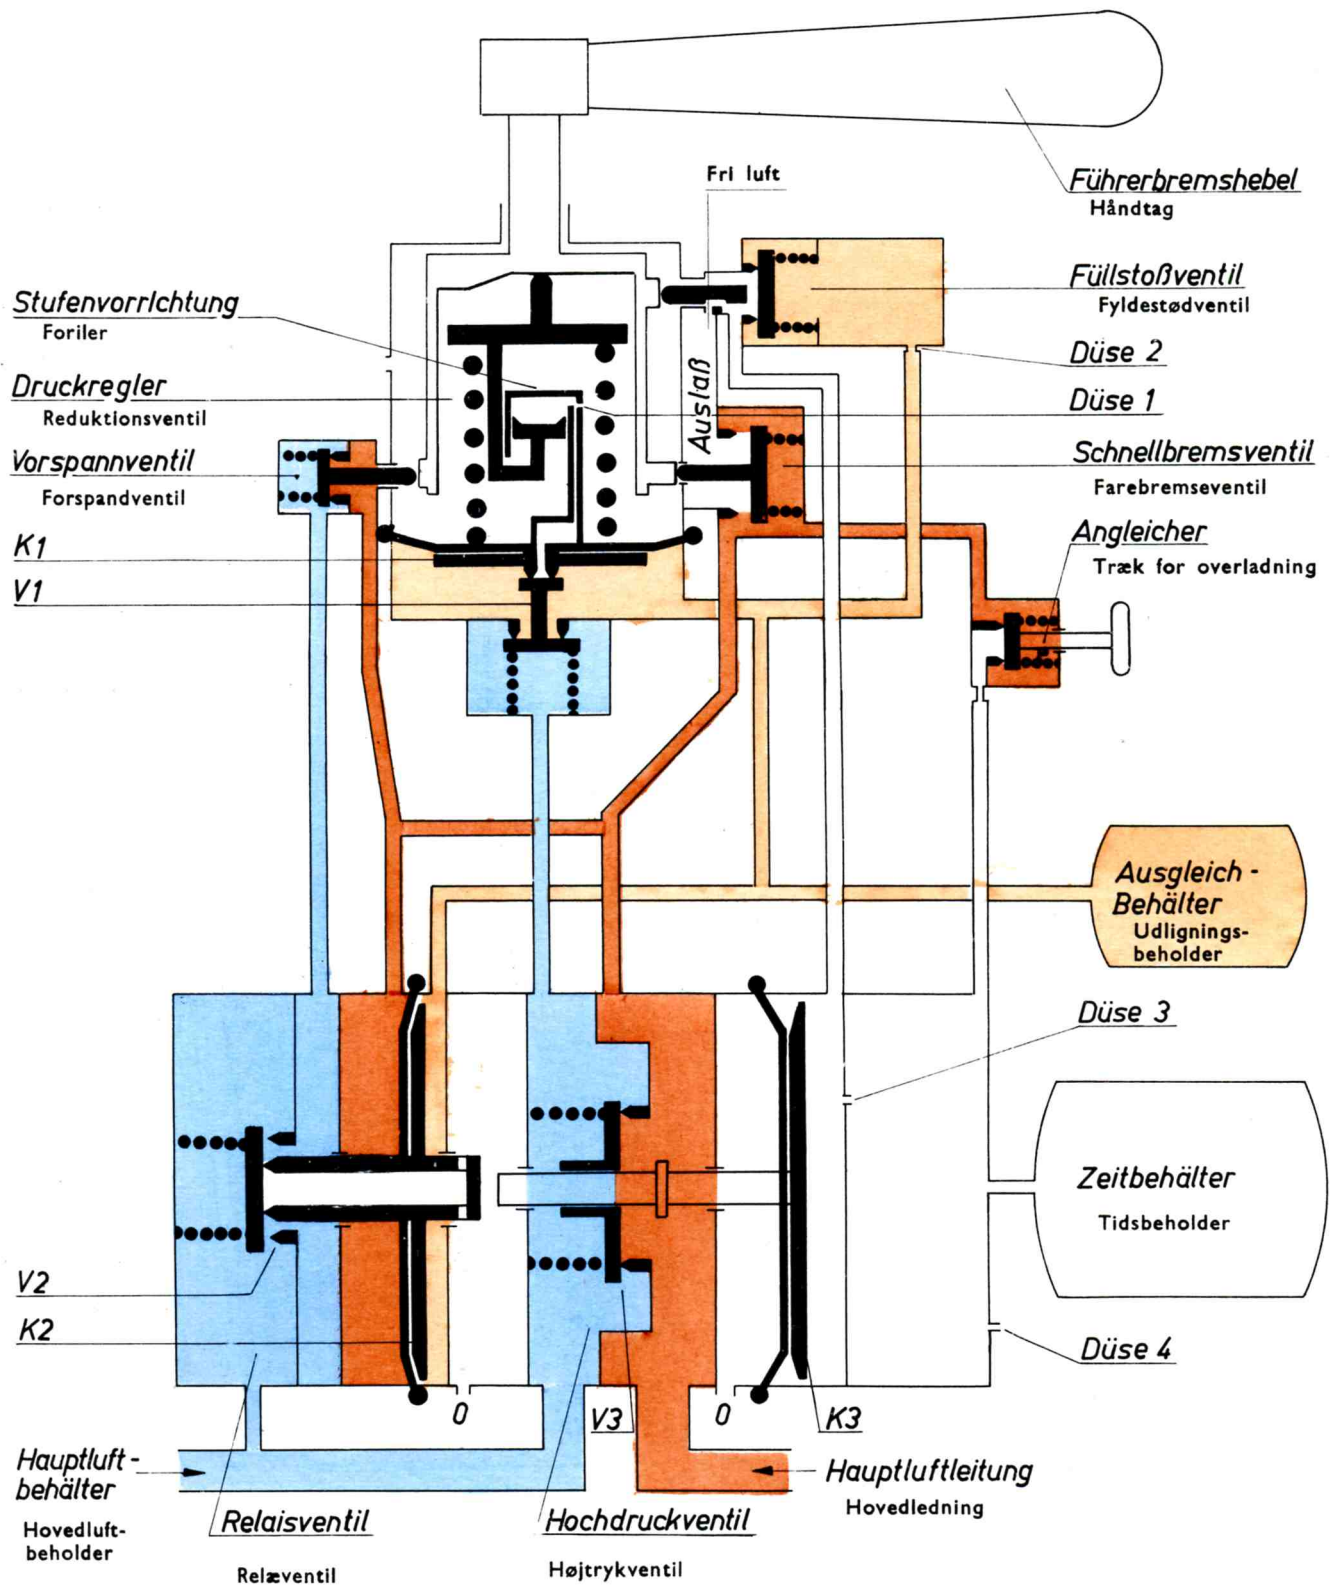 Führerbremshebel
Håndtag
Fri luft
Füllstoßventil
Fyldestødventil
Stufenvorrichtung
Foriler
Düse 2
Druckregler
Reduktionsventil
Düse 1
Auslaß
Vorspannventil
Forspandventil
Schnellbremsventil
Farebremseventil
K1
Angleicher
Træk for overladning
V1
Ausgleich-
Behälter
Udlignings-
beholder
Düse 3
Zeitbehälter
Tidsbeholder
V2
K2
Düse 4
O
V3
O
K3
Hauptluft-
behälter
Hovedluft-
beholder
Hauptluftleitung
Hovedledning
Relaisventil
Relæventil
Hochdruckventil
Højtrykventil